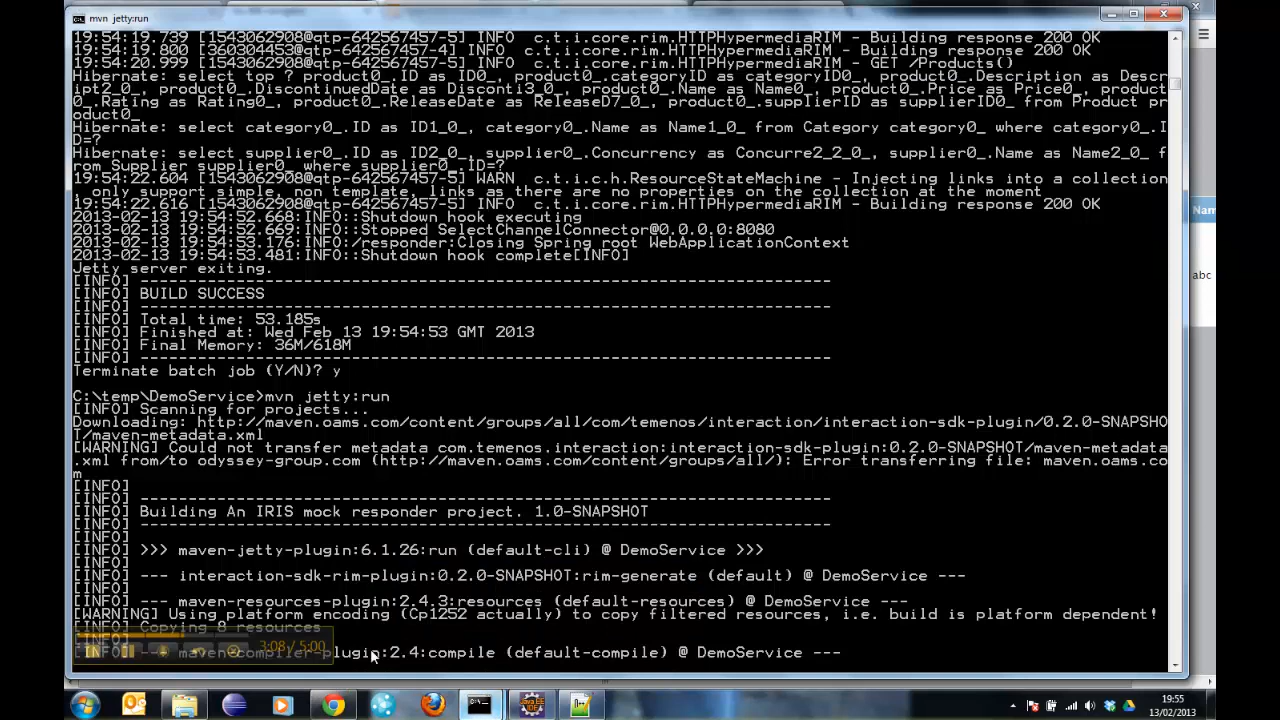 mvn jetty:run
19:54:19.739 [1543062908@qtp-642567457-5] INFO  c.t.i.core.rim.HTTPHypermediaRIM - Building response 200 OK
19:54:19.800 [360304453@qtp-642567457-4] INFO  c.t.i.core.rim.HTTPHypermediaRIM - Building response 200 OK
19:54:20.999 [1543062908@qtp-642567457-5] INFO  c.t.i.core.rim.HTTPHypermediaRIM - GET /Products()
Hibernate: select top ? product0_.ID as ID0_, product0_.categoryID as categoryID0_, product0_.Description as Descr
ipt2_0_, product0_.DiscontinuedDate as Disconti3_0_, product0_.Name as Name0_, product0_.Price as Price0_, product
0_.Rating as Rating0_, product0_.ReleaseDate as ReleaseD7_0_, product0_.supplierID as supplierID0_ from Product pr
oduct0_
Hibernate: select category0_.ID as ID1_0_, category0_.Name as Name1_0_ from Category category0_ where category0_.I
D=?
Hibernate: select supplier0_.ID as ID2_0_, supplier0_.Concurrency as Concurre2_2_0_, supplier0_.Name as Name2_0_ f
rom Supplier supplier0_ where supplier0_.ID=?
19:54:22.604 [1543062908@qtp-642567457-5] WARN  c.t.i.c.h.ResourceStateMachine - Injecting links into a collection
, only support simple, non template, links as there are no properties on the collection at the moment
19:54:22.616 [1543062908@qtp-642567457-5] INFO  c.t.i.core.rim.HTTPHypermediaRIM - Building response 200 OK
2013-02-13 19:54:52.668:INFO::Shutdown hook executing
2013-02-13 19:54:52.669:INFO::Stopped SelectChannelConnector@0.0.0.0:8080
2013-02-13 19:54:53.176:INFO:/responder:Closing Spring root WebApplicationContext
2013-02-13 19:54:53.481:INFO::Shutdown hook complete[INFO]
Jetty server exiting.
[INFO] ------------------------------------------------------------------------
[INFO] BUILD SUCCESS
[INFO] ------------------------------------------------------------------------
[INFO] Total time: 53.185s
[INFO] Finished at: Wed Feb 13 19:54:53 GMT 2013
[INFO] Final Memory: 36M/618M
[INFO] ------------------------------------------------------------------------
Terminate batch job (Y/N)? y
C:\temp\DemoService>mvn jetty:run
[INFO] Scanning for projects...
Downloading: http://maven.oams.com/content/groups/all/com/temenos/interaction/interaction-sdk-plugin/0.2.0-SNAPSHO
T/maven-metadata.xml
[WARNING] Could not transfer metadata com.temenos.interaction:interaction-sdk-plugin:0.2.0-SNAPSHOT/maven-metadata
.xml from/to odyssey-group.com (http://maven.oams.com/content/groups/all/): Error transferring file: maven.oams.co
m
[INFO]
[INFO] ------------------------------------------------------------------------
[INFO] Building An IRIS mock responder project. 1.0-SNAPSHOT
[INFO] ------------------------------------------------------------------------
[INFO]
[INFO] >>> maven-jetty-plugin:6.1.26:run (default-cli) @ DemoService >>>
[INFO]
[INFO] --- interaction-sdk-rim-plugin:0.2.0-SNAPSHOT:rim-generate (default) @ DemoService ---
[INFO]
[INFO] --- maven-resources-plugin:2.4.3:resources (default-resources) @ DemoService ---
[WARNING] Using platform encoding (Cp1252 actually) to copy filtered resources, i.e. build is platform dependent!
[INFO] Copying 8 resources
[INFO]
[INFO] --- maven-compiler-plugin:2.4:compile (default-compile) @ DemoService ---
3:08 / 5:00
Nam
abc
Java EE
IDE
19:55
13/02/2013